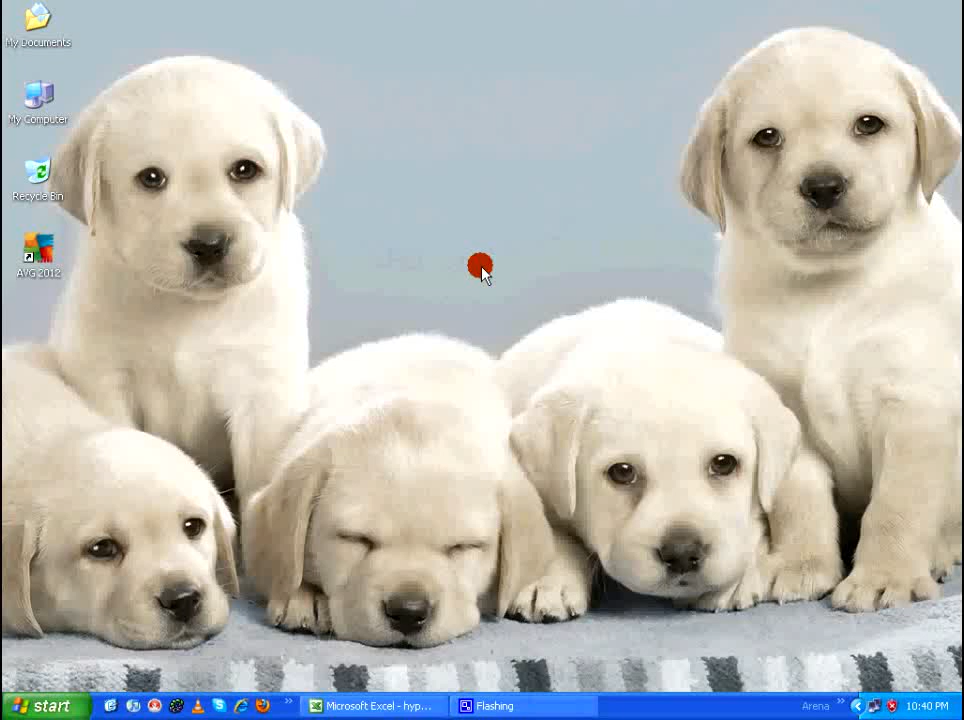 My Documents
My Computer
Recycle Bin
AVG 2012
start
Microsoft Excel - hyp...
Flashing
Arena
10:40 PM